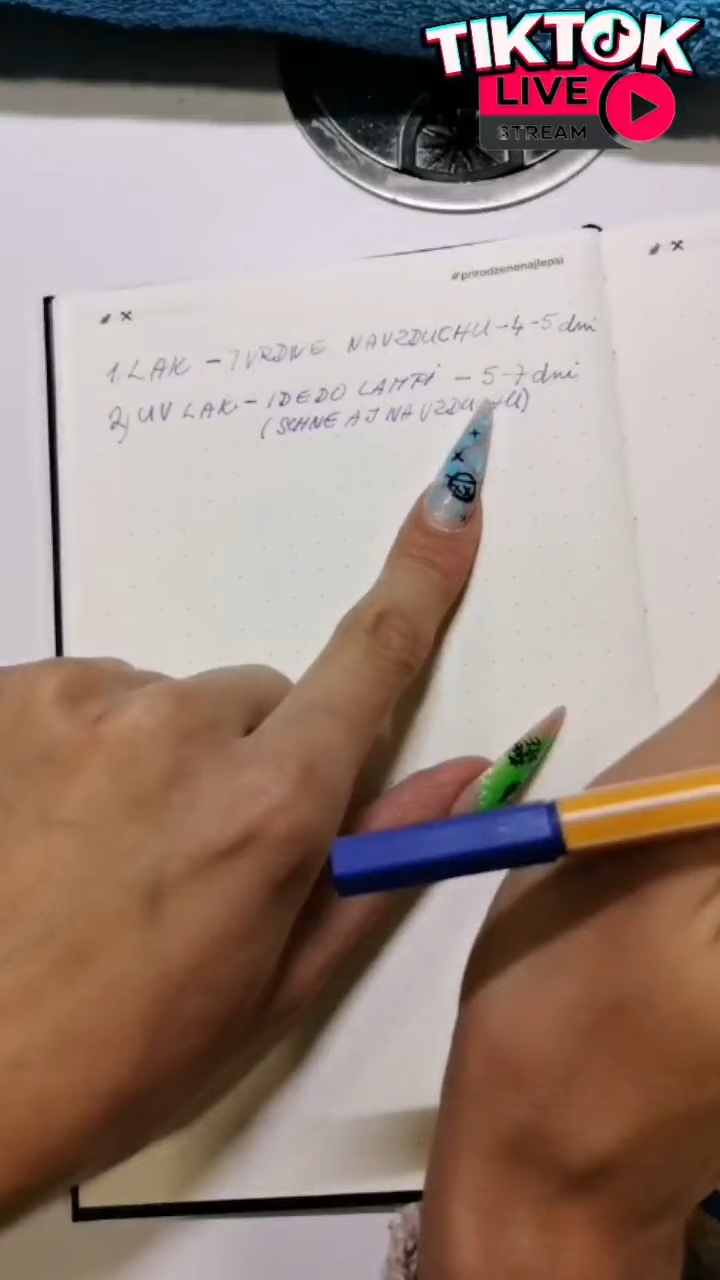 TIKTOK
LIVE
STREAM
#prirodzenenajlepsi
1. LAK - TVRDNE NAVZDUCHU - 4-5 dni
2, UV LAK - IDE DO LAMPI - 5-7 dni
(SCHNE AJ NA VZDUCHU)